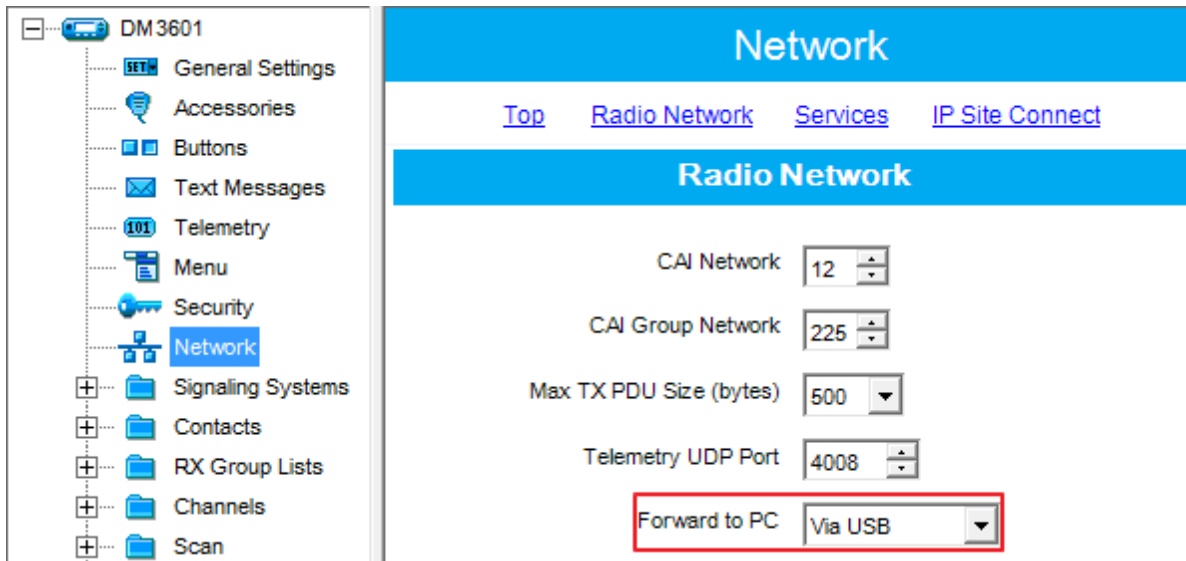 DM3601
SET
General Settings
Accessories
Buttons
Text Messages
101
Telemetry
Menu
Security
Network
Signaling Systems
Contacts
RX Group Lists
Channels
Scan
Network
Top Radio Network Services IP Site Connect
Radio Network
CAI Network 12
CAI Group Network 225
Max TX PDU Size (bytes) 500
Telemetry UDP Port 4008
Forward to PC Via USB